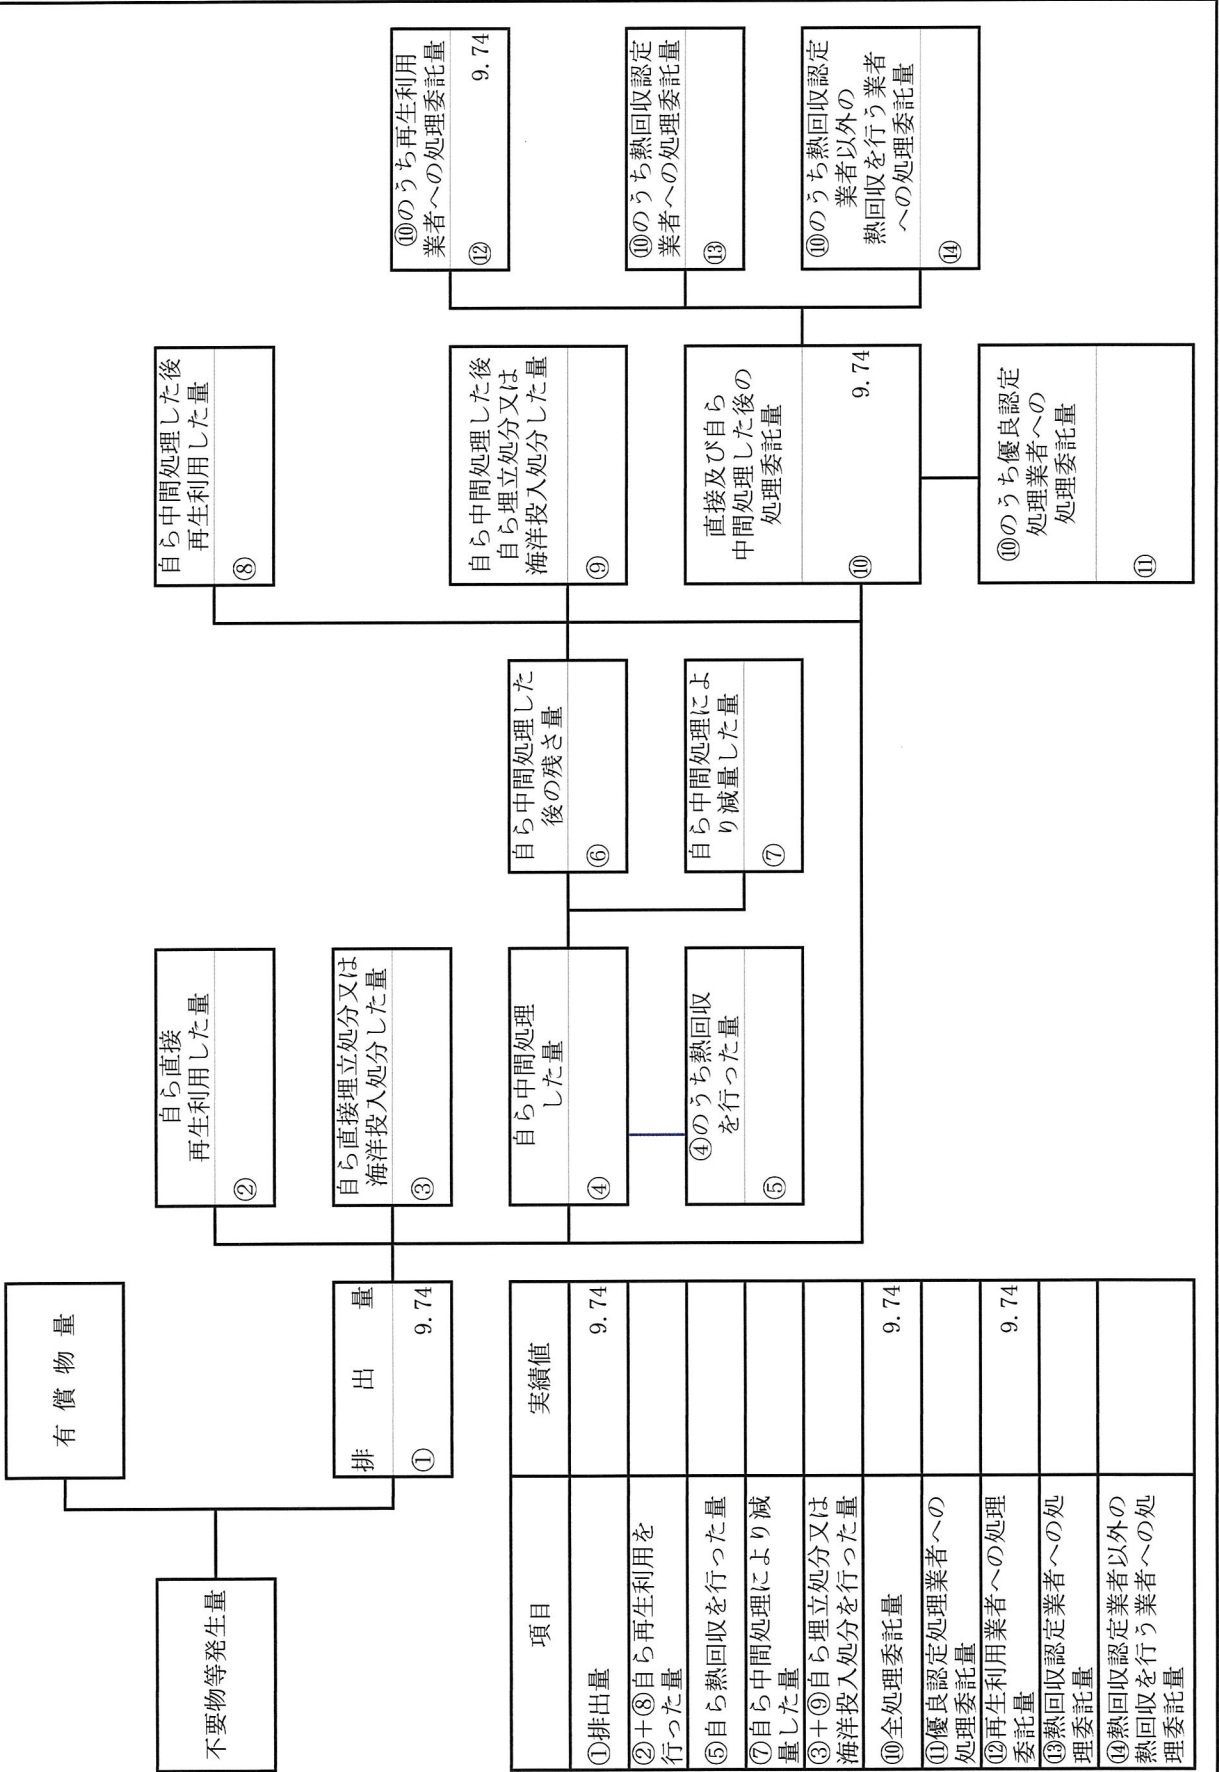 有償物量
不要物等発生量
排出量
① 9.74
自ら直接
再生利用した量
②
自ら直接埋立処分又は
海洋投入処分した量
③
自ら中間処理
した量
④
④のうち熱回収
を行った量
⑤
自ら中間処理した
後の残さ量
⑥
自ら中間処理によ
り減量した量
⑦
自ら中間処理した後
再生利用した量
⑧
自ら中間処理した後
自ら埋立処分又は
海洋投入処分した量
⑨
直接及び自ら
中間処理した後の
処理委託量
⑩ 9.74
⑩のうち優良認定
処理業者への
処理委託量
⑪
⑩のうち再生利用
業者への処理委託量
⑫ 9.74
⑩のうち熱回収認定
業者への処理委託量
⑬
⑩のうち熱回収認定
業者以外の
熱回収を行う業者
への処理委託量
⑭
項目 実績値
①排出量 9.74
②+⑧自ら再生利用を
行った量
⑤自ら熱回収を行った量
⑦自ら中間処理により減
量した量
③+⑨自ら埋立処分又は
海洋投入処分を行った量
⑩全処理委託量 9.74
⑪優良認定処理業者への
処理委託量
⑫再生利用業者への処理
委託量 9.74
⑬熱回収認定業者への処
理委託量
⑭熱回収認定業者以外の
熱回収を行う業者への処
理委託量